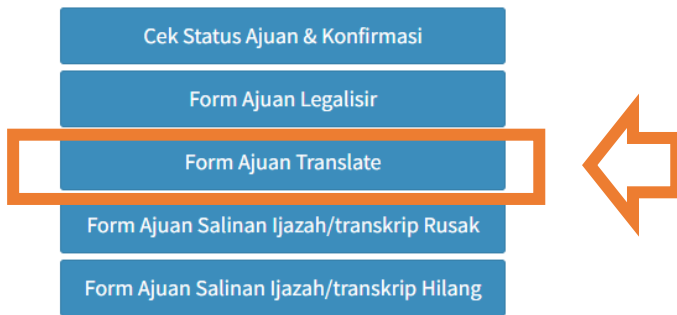 Cek Status Ajuan & Konfirmasi
Form Ajuan Legalisir
Form Ajuan Translate
Form Ajuan Salinan Ijazah/transkrip Rusak
Form Ajuan Salinan Ijazah/transkrip Hilang